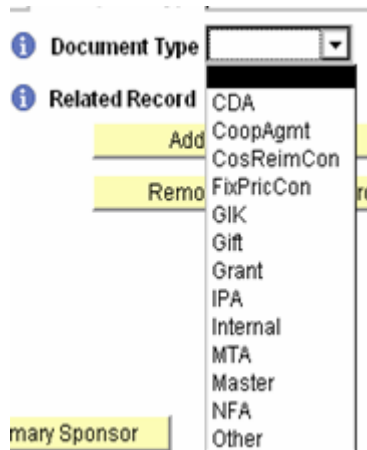 Document Type
Related Record
CDA
Add
CoopAgmt
CosReimCon
Remo
FixPricCon
GIK
Gift
Grant
IPA
Internal
MTA
Master
NFA
mary Sponsor
Other